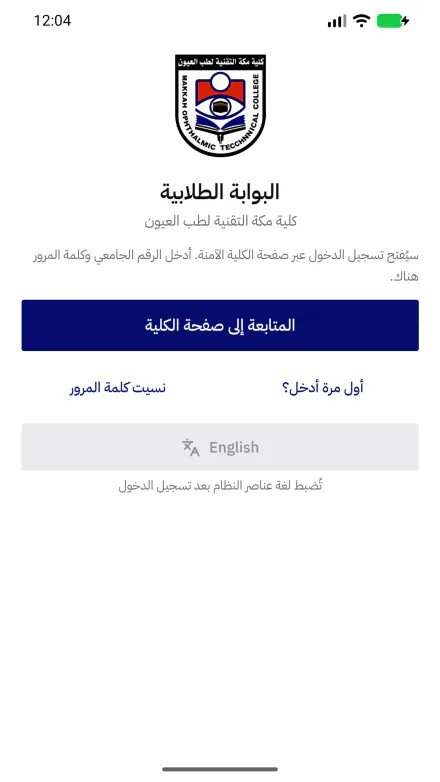 12:04
كلية مكة التقنية لطب العيون
MAKKAH OPHTHALMIC TECCHNNICAL COLLEGE
البوابة الطلابية
كلية مكة التقنية لطب العيون
سيُفتح تسجيل الدخول عبر صفحة الكلية الآمنة. أدخل الرقم الجامعي وكلمة المرور
هناك.
المتابعة إلى صفحة الكلية
أول مرة أدخل؟
نسيت كلمة المرور
English
تُضبط لغة عناصر النظام بعد تسجيل الدخول